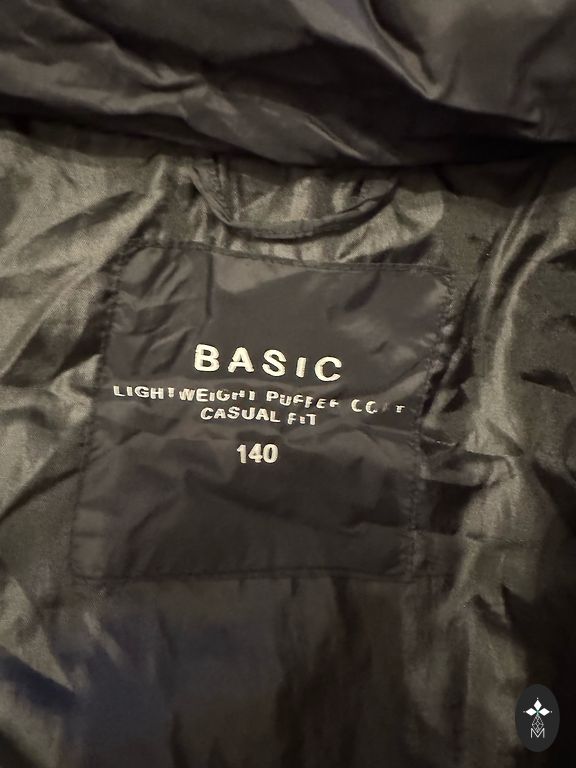 BASIC
LIGHTWEIGHT PUFFER COAT
CASUAL FIT
140
M